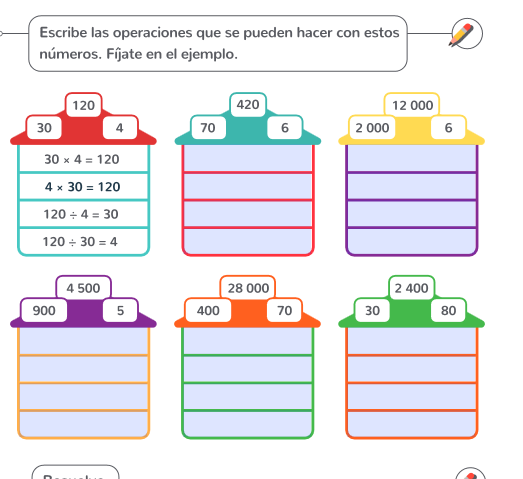 Escribe las operaciones que se pueden hacer con estos
números. Fíjate en el ejemplo.
120
30 4
30 × 4 = 120
4 × 30 = 120
120 ÷ 4 = 30
120 ÷ 30 = 4
420
70 6
12 000
2 000 6
4 500
900 5
28 000
400 70
2 400
30 80